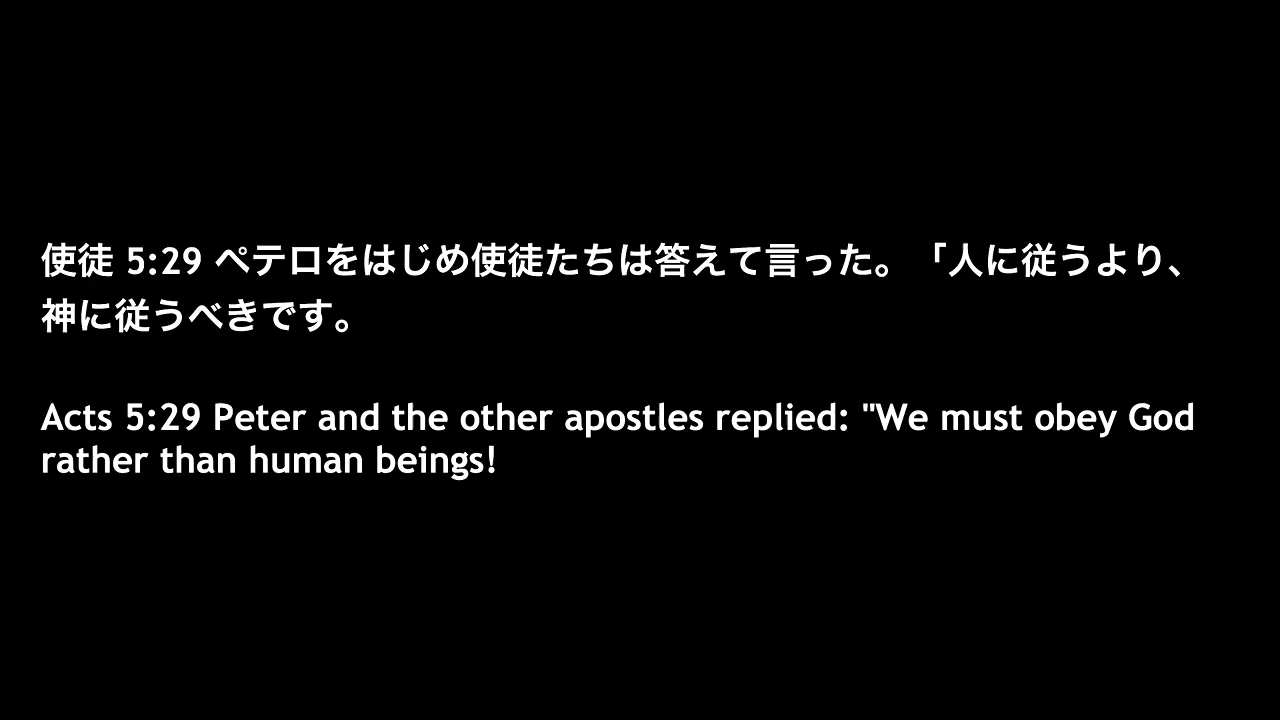 使徒 5:29 ペテロをはじめ使徒たちは答えて言った。「人に従うより、
神に従うべきです。
Acts 5:29 Peter and the other apostles replied: "We must obey God
rather than human beings!